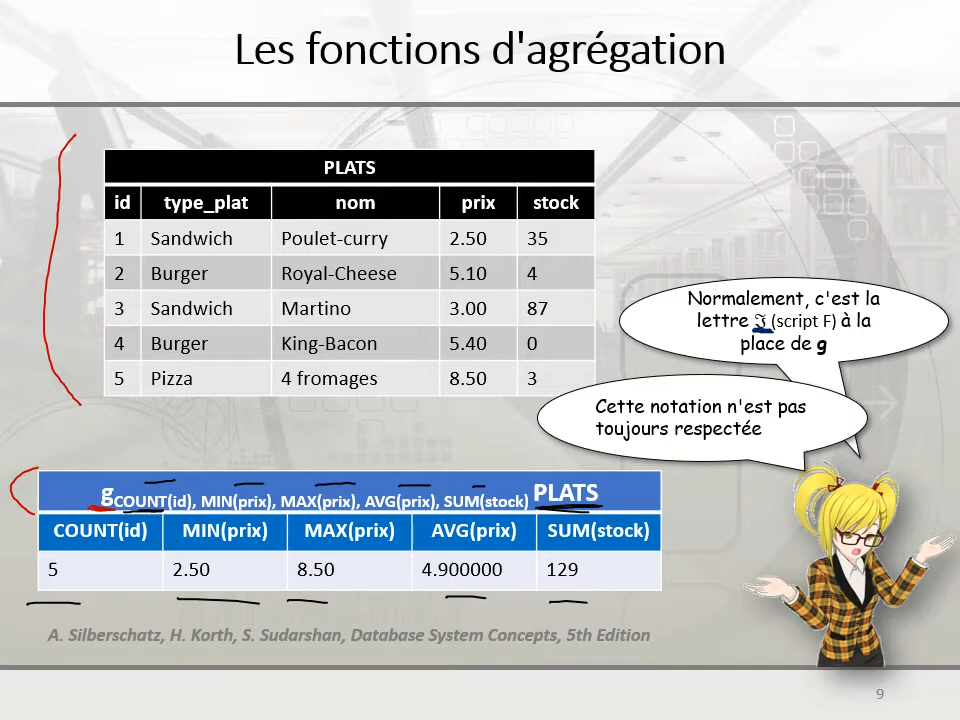 Les fonctions d'agrégation
PLATS
id type_plat nom prix stock
1 Sandwich Poulet-curry 2.50 35
2 Burger Royal-Cheese 5.10 4
3 Sandwich Martino 3.00 87
4 Burger King-Bacon 5.40 0
5 Pizza 4 fromages 8.50 3
Normalement, c'est la
lettre ℑ (script F) à la
place de g
Cette notation n'est pas
toujours respectée
gCOUNT(id), MIN(prix), MAX(prix), AVG(prix), SUM(stock) PLATS
COUNT(id) MIN(prix) MAX(prix) AVG(prix) SUM(stock)
5 2.50 8.50 4.900000 129
A. Silberschatz, H. Korth, S. Sudarshan, Database System Concepts, 5th Edition
9